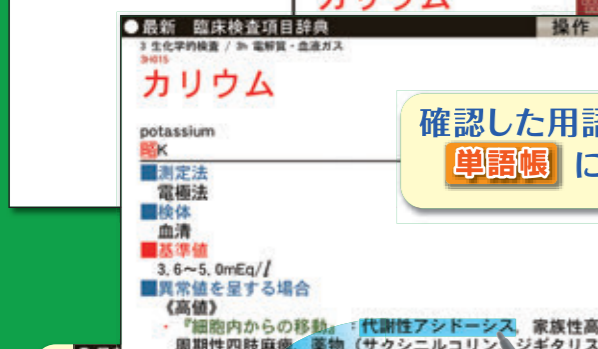 カリウム
●最新 臨床検査項目辞典
操作
3 生化学的検査 / 3h 電解質・血液ガス
3H015
カリウム
potassium
略K
確認した用語
単語帳 に
■測定法
電極法
■検体
血清
■基準値
3.6～5.0mEq/l
■異常値を呈する場合
《高値》
・『細胞内からの移動』:代謝性アシドーシス, 家族性高
周期性四肢麻痺, 薬物(サクシニルコリン, ジギタリス